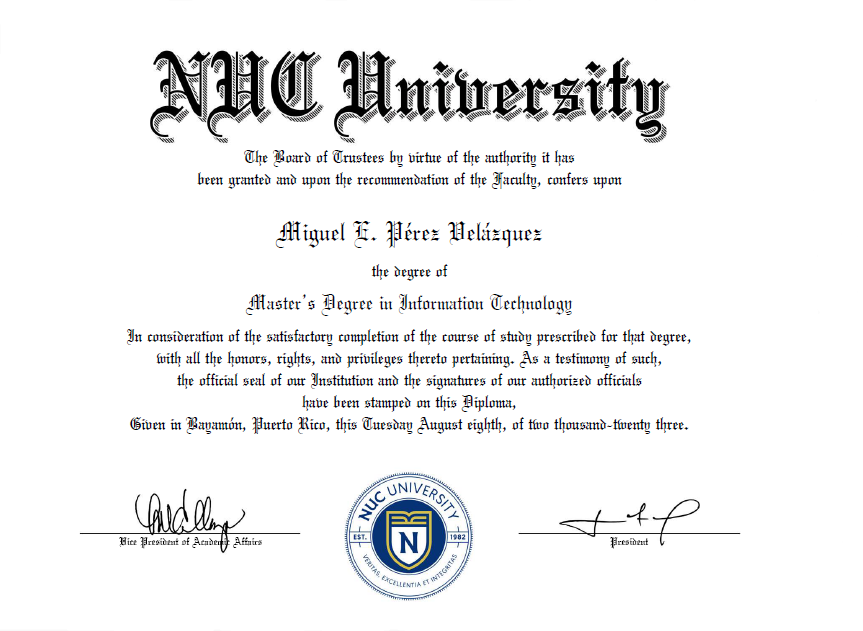 NUC University
The Board of Trustees by virtue of the authority it has
been granted and upon the recommendation of the Faculty, confers upon
Miguel E. Pérez Velázquez
the degree of
Master's Degree in Information Technology
In consideration of the satisfactory completion of the course of study prescribed for that degree,
with all the honors, rights, and privileges thereto pertaining. As a testimony of such,
the official seal of our Institution and the signatures of our authorized officials
have been stamped on this Diploma,
Given in Bayamón, Puerto Rico, this Tuesday August eighth, of two thousand-twenty three.
Vice President of Academic Affairs
NUC UNIVERSITY
EST. 1982
N
VERITAS, EXCELLENTIA ET INTEGRITAS
President